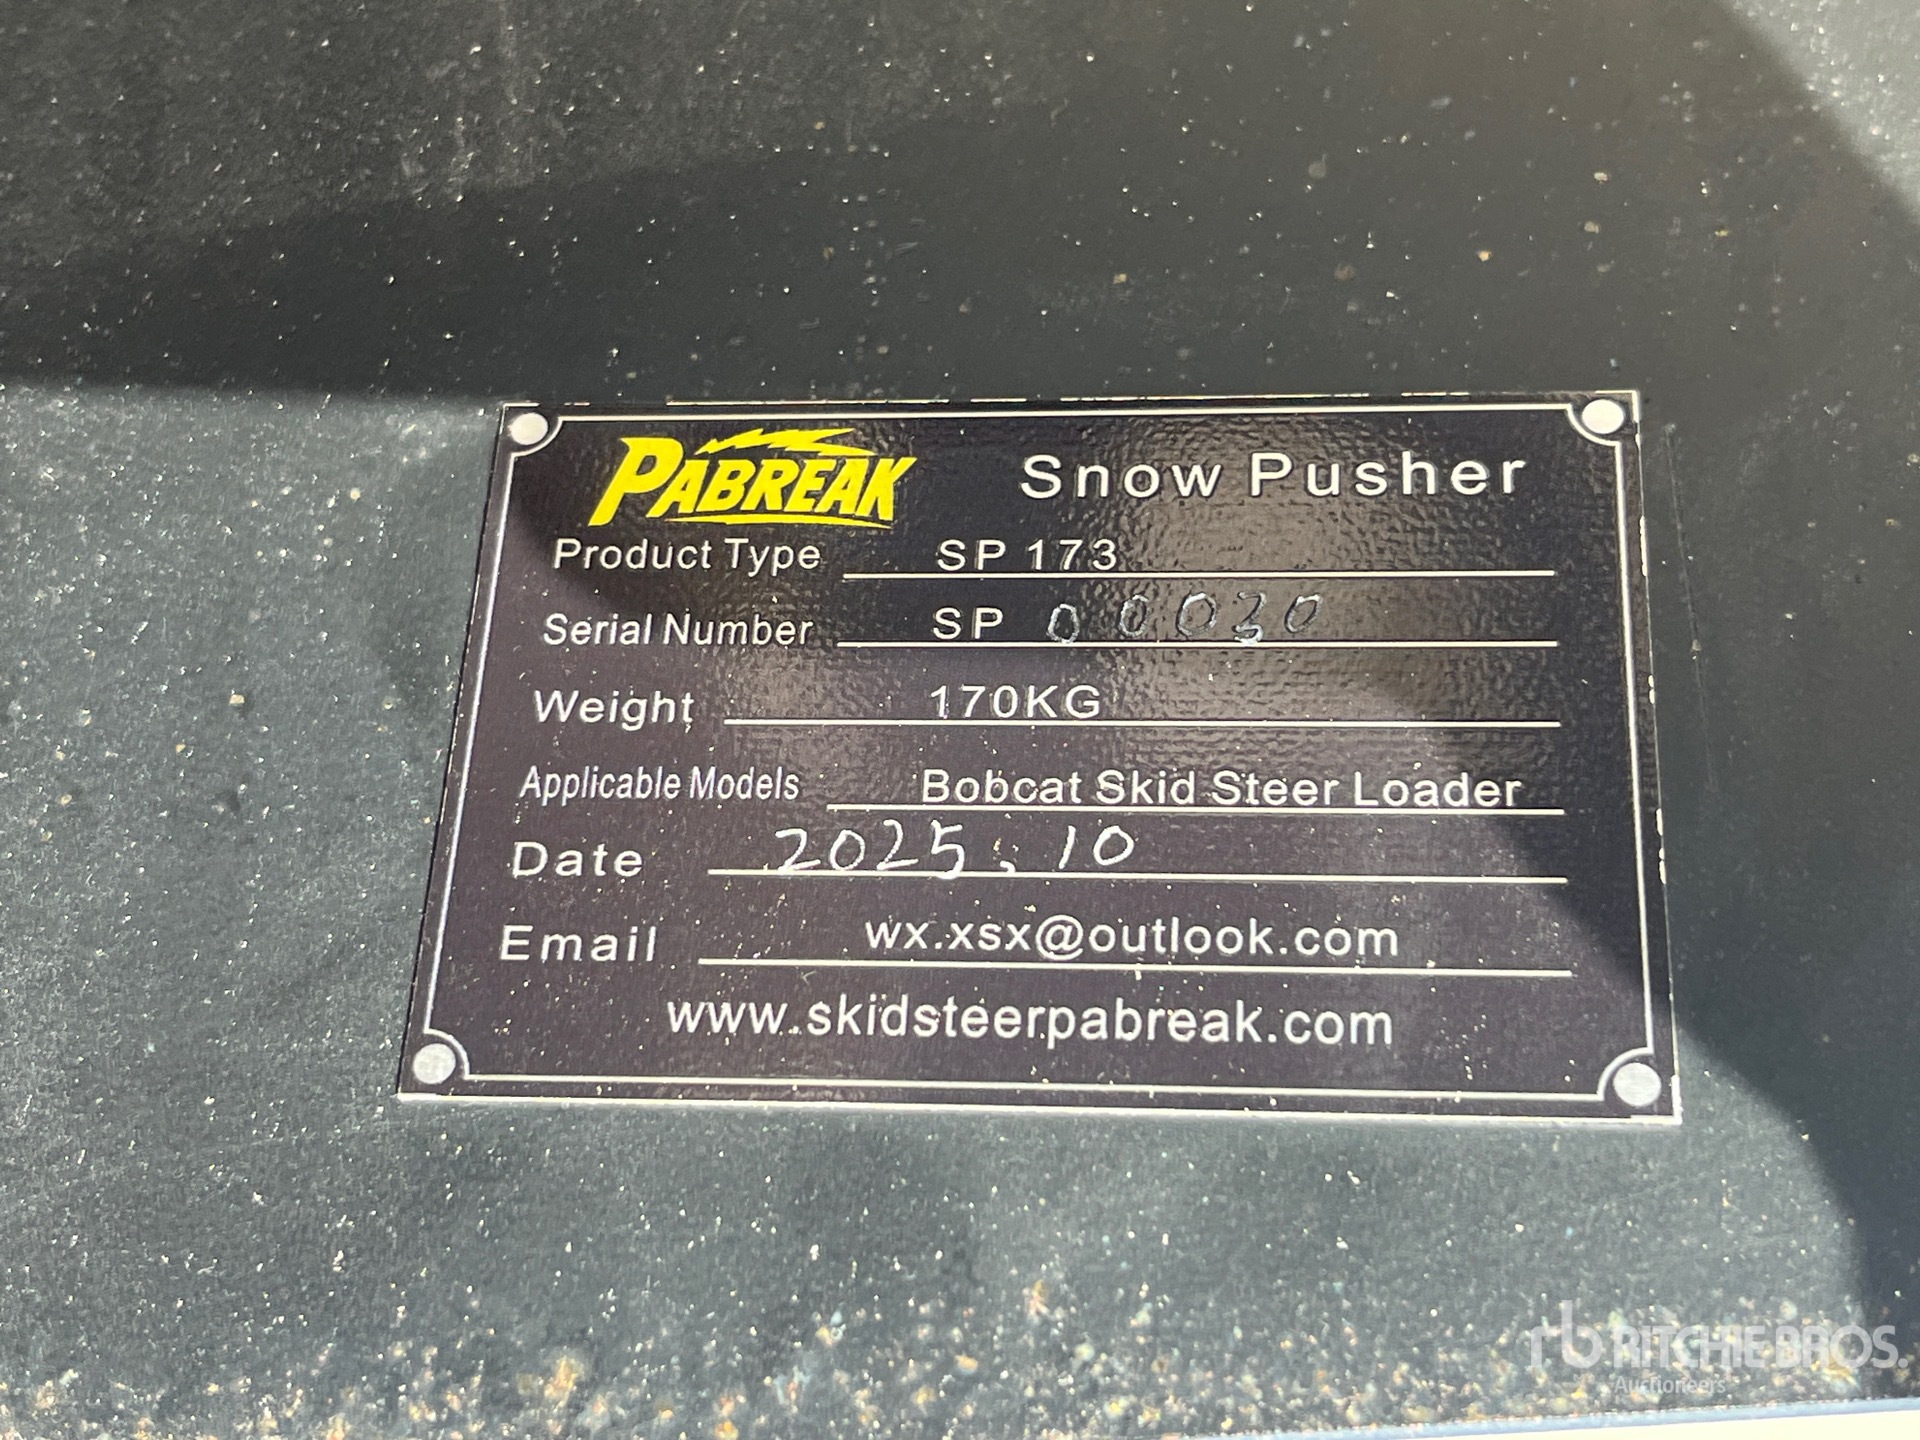 PABREAK Snow Pusher
Product Type SP 173
Serial Number SP 00030
Weight 170KG
Applicable Models Bobcat Skid Steer Loader
Date 2025.10
Email wx.xsx@outlook.com
www.skidsteerpabreak.com
rb RITCHIE BROS.
Auctioneers